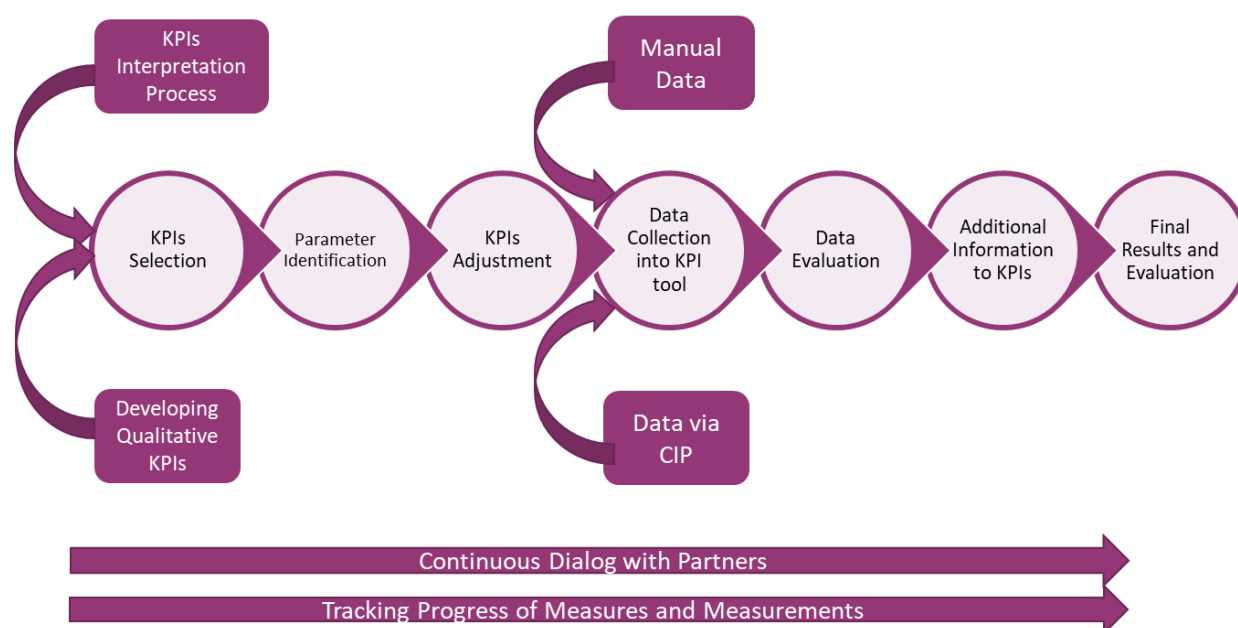 KPIs
Interpretation
Process
Manual
Data
KPIs
Selection
Parameter
Identification
KPIs
Adjustment
Data
Collection
into KPI
tool
Data
Evaluation
Additional
Information
to KPIs
Final
Results and
Evaluation
Developing
Qualitative
KPIs
Data via
CIP
Continuous Dialog with Partners
Tracking Progress of Measures and Measurements